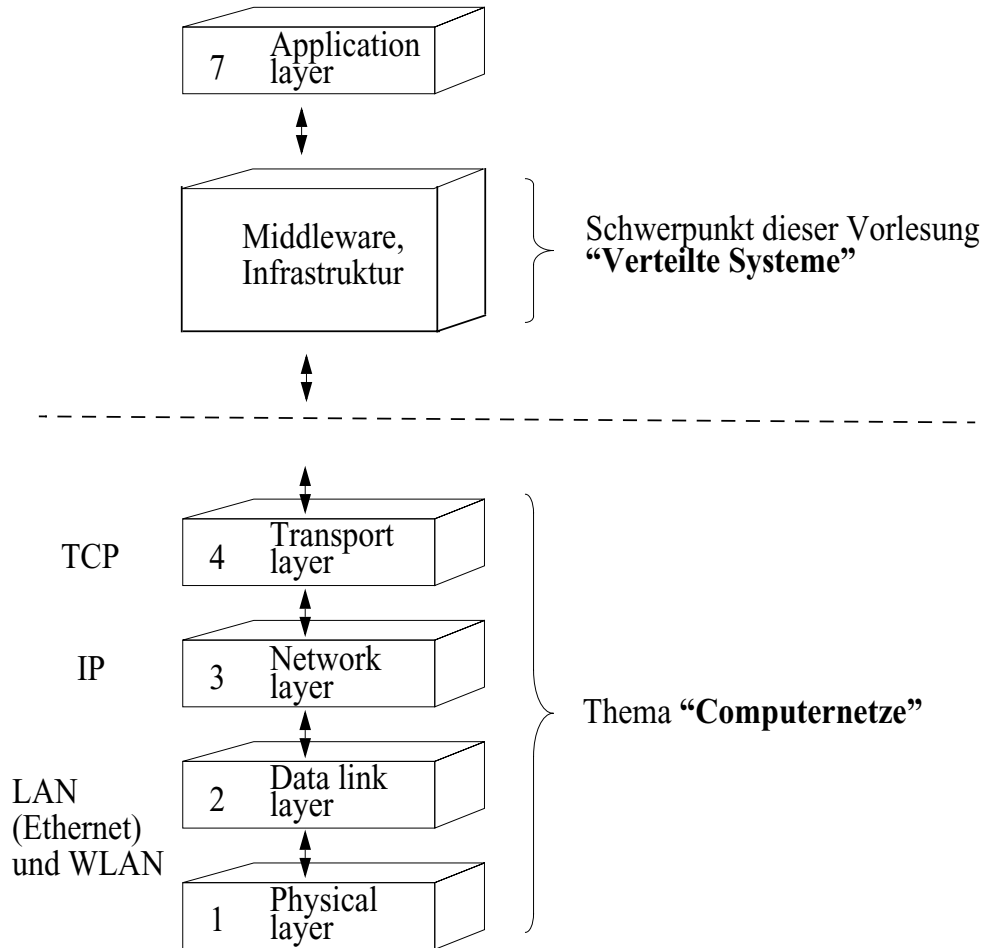 7 Application
layer
Middleware,
Infrastruktur
Schwerpunkt dieser Vorlesung
“Verteilte Systeme”
TCP
4 Transport
layer
IP
3 Network
layer
Thema “Computernetze”
LAN
(Ethernet)
und WLAN
2 Data link
layer
1 Physical
layer